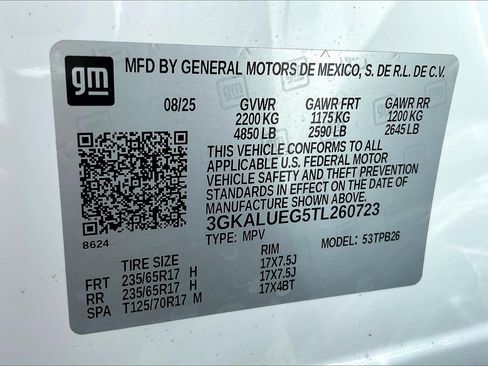 gm
MFD BY GENERAL MOTORS DE MEXICO, S. DE R.L. DE C.V.
08/25 GVWR GAWR FRT GAWR RR
2200 KG 1175 KG 1200 KG
4850 LB 2590 LB 2645 LB
THIS VEHICLE CONFORMS TO ALL
APPLICABLE U.S. FEDERAL MOTOR
VEHICLE SAFETY AND THEFT PREVENTION
STANDARDS IN EFFECT ON THE DATE OF
MANUFACTURE SHOWN ABOVE.
3GKALUEG5TL260723
8624
TYPE: MPV MODEL: 53TPB26
TIRE SIZE RIM
FRT 235/65R17 H 17X7.5J
RR 235/65R17 H 17X7.5J
SPA T125/70R17 M 17X4BT